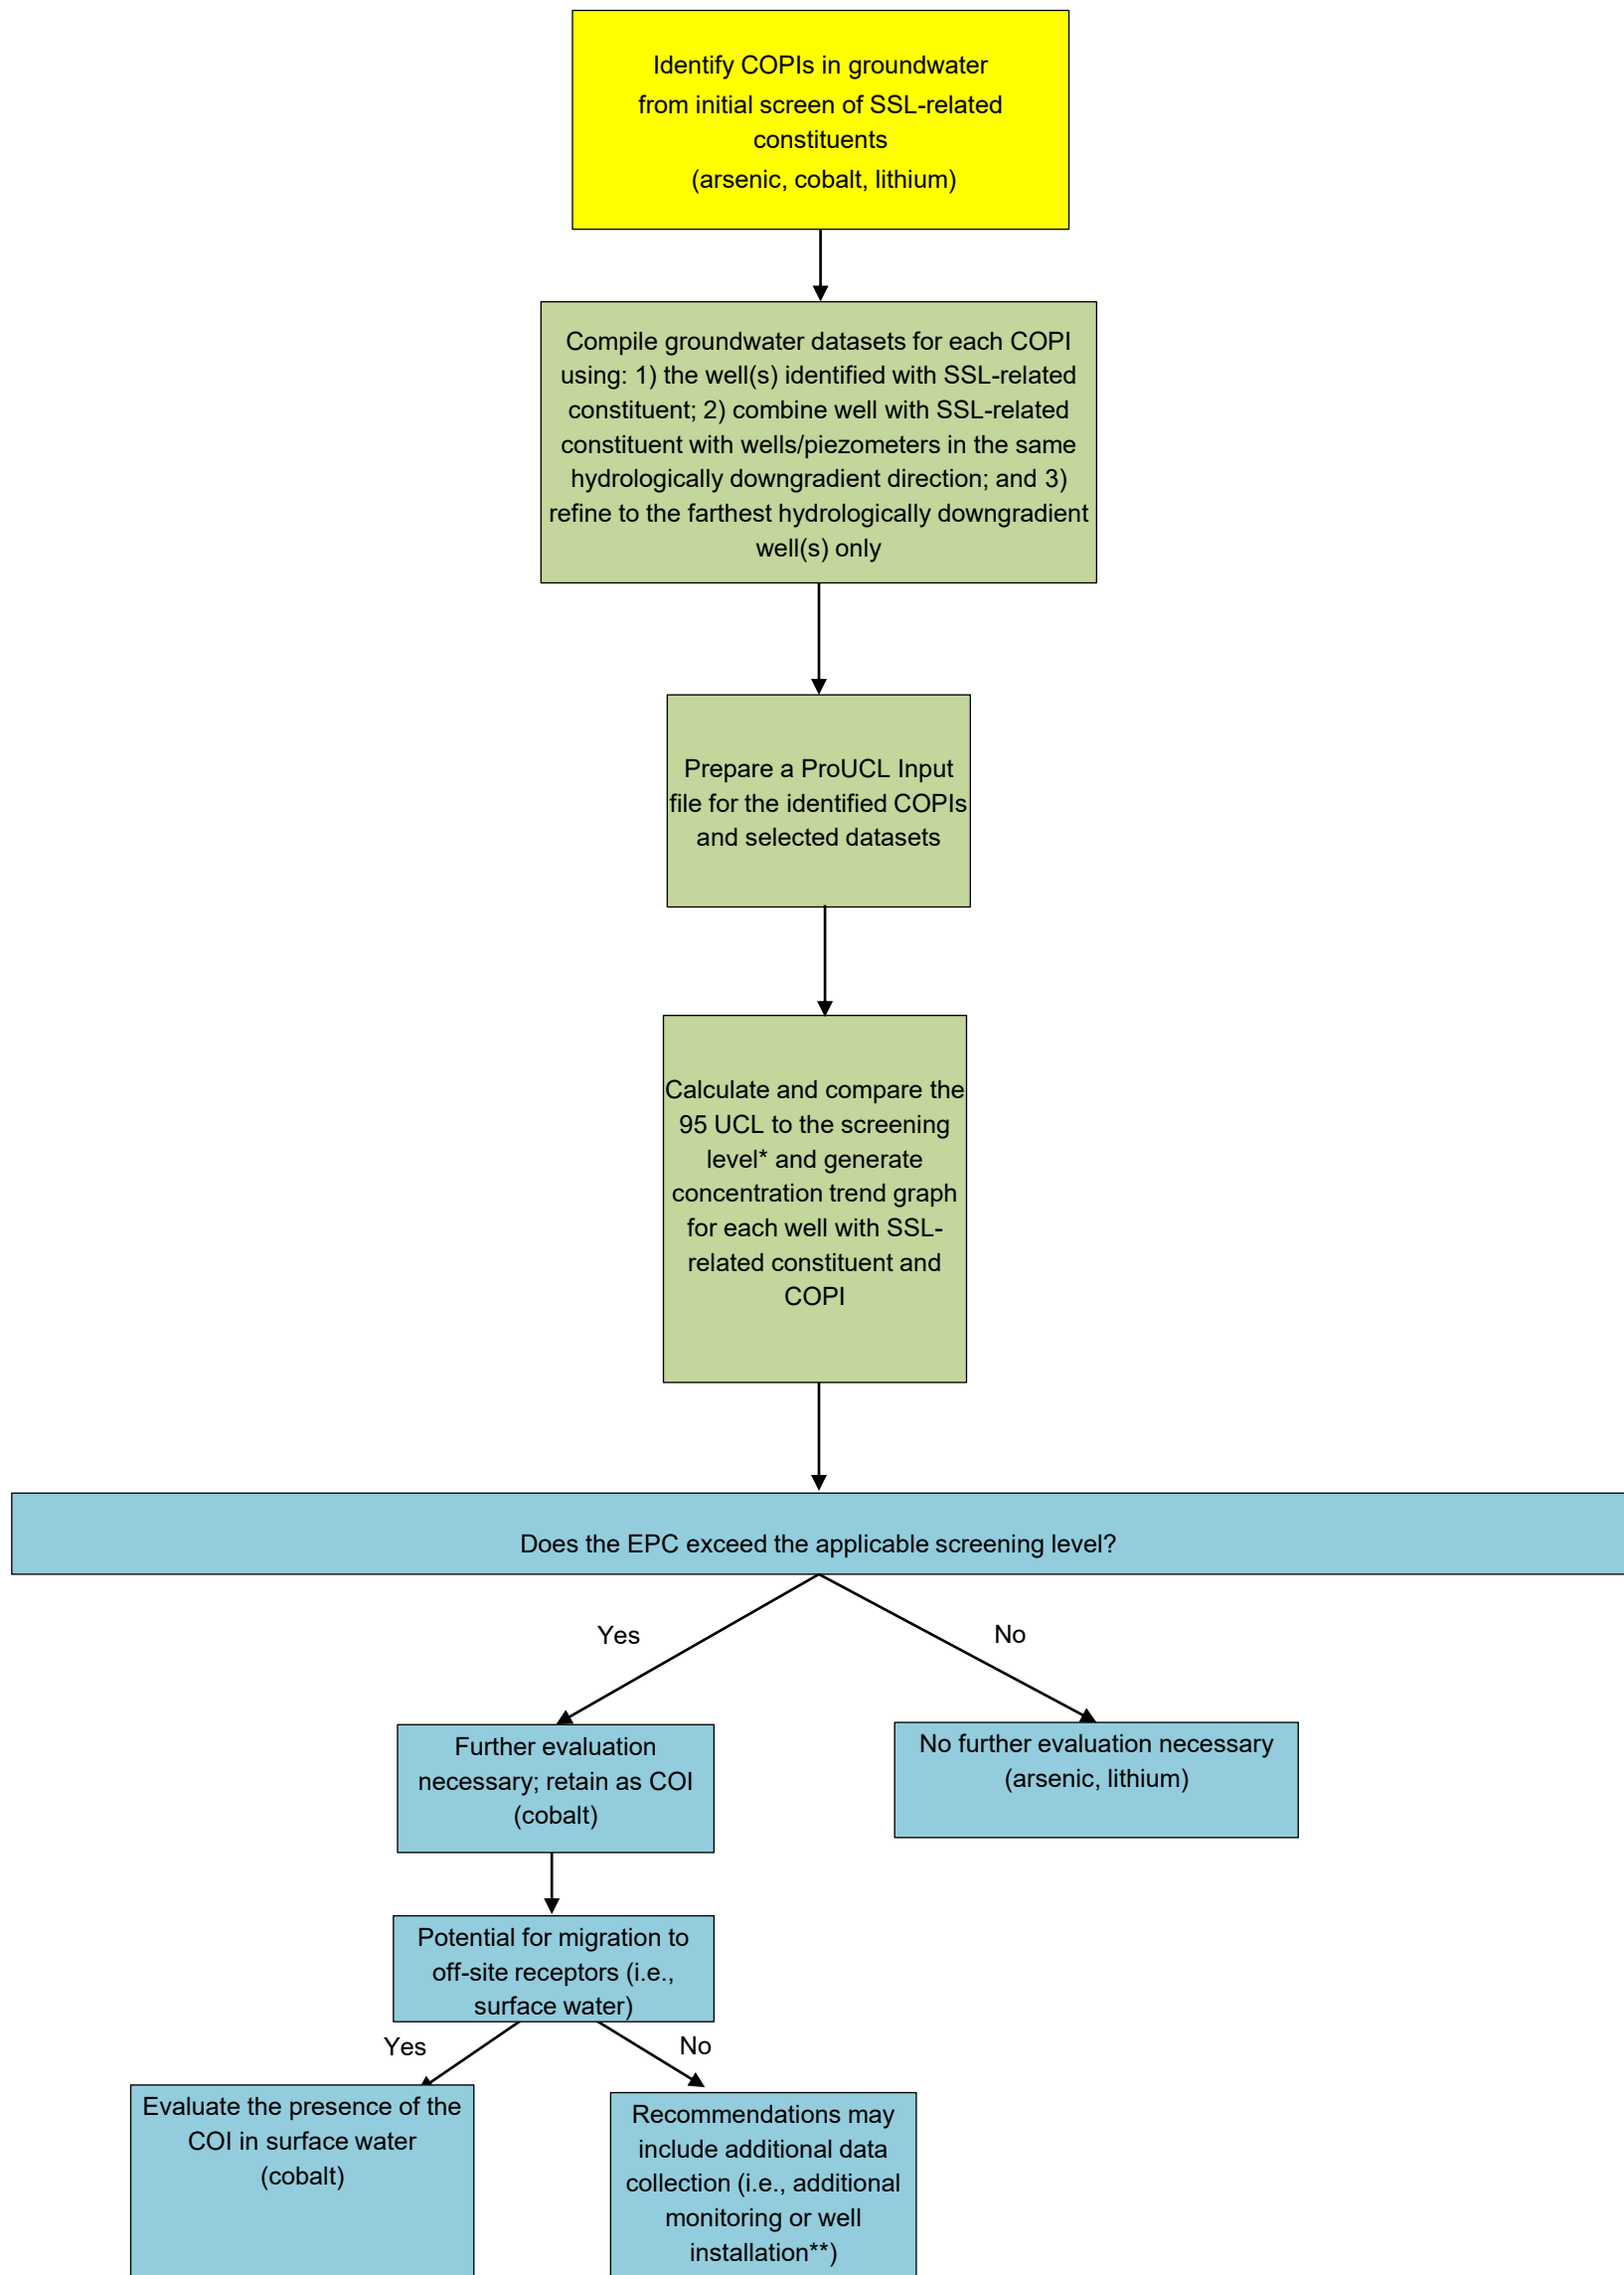 Identify COPIs in groundwater
from initial screen of SSL-related
constituents
(arsenic, cobalt, lithium)
Compile groundwater datasets for each COPI
using: 1) the well(s) identified with SSL-related
constituent; 2) combine well with SSL-related
constituent with wells/piezometers in the same
hydrologically downgradient direction; and 3)
refine to the farthest hydrologically downgradient
well(s) only
Prepare a ProUCL Input
file for the identified COPIs
and selected datasets
Calculate and compare the
95 UCL to the screening
level* and generate
concentration trend graph
for each well with SSL-
related constituent and
COPI
Does the EPC exceed the applicable screening level?
Yes
No
Further evaluation
necessary; retain as COI
(cobalt)
No further evaluation necessary
(arsenic, lithium)
Potential for migration to
off-site receptors (i.e.,
surface water)
Yes
No
Evaluate the presence of the
COI in surface water
(cobalt)
Recommendations may
include additional data
collection (i.e., additional
monitoring or well
installation**)